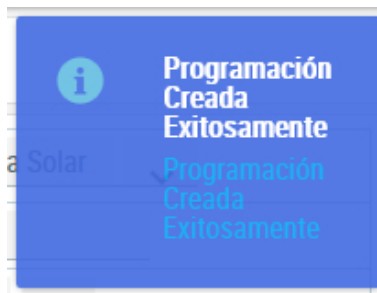 Programación
Creada
Exitosamente
a Solar
Programación
Creada
Exitosamente